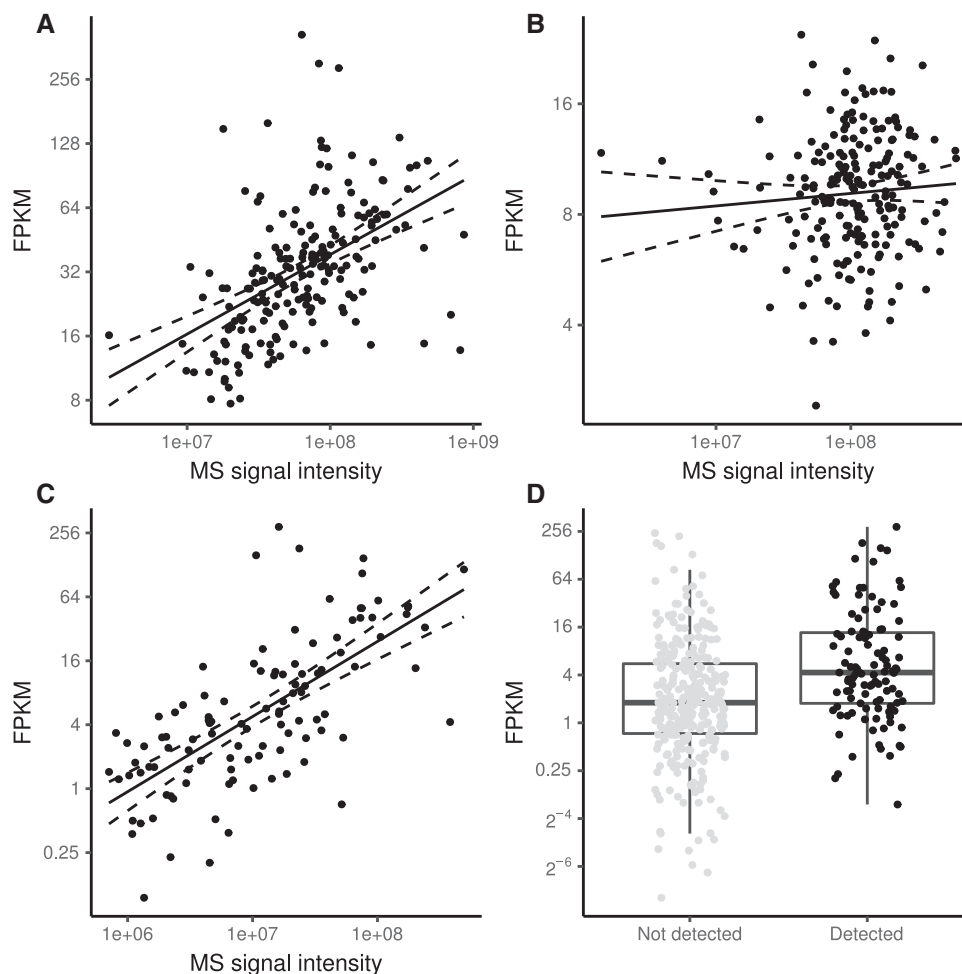 A
FPKM
256
128
64
32
16
8
1e+07
1e+08
1e+09
MS signal intensity
B
FPKM
16
8
4
1e+07
1e+08
MS signal intensity
C
FPKM
256
64
16
4
1
0.25
1e+06
1e+07
1e+08
MS signal intensity
D
FPKM
256
64
16
4
1
0.25
2⁻⁴
2⁻⁶
Not detected
Detected